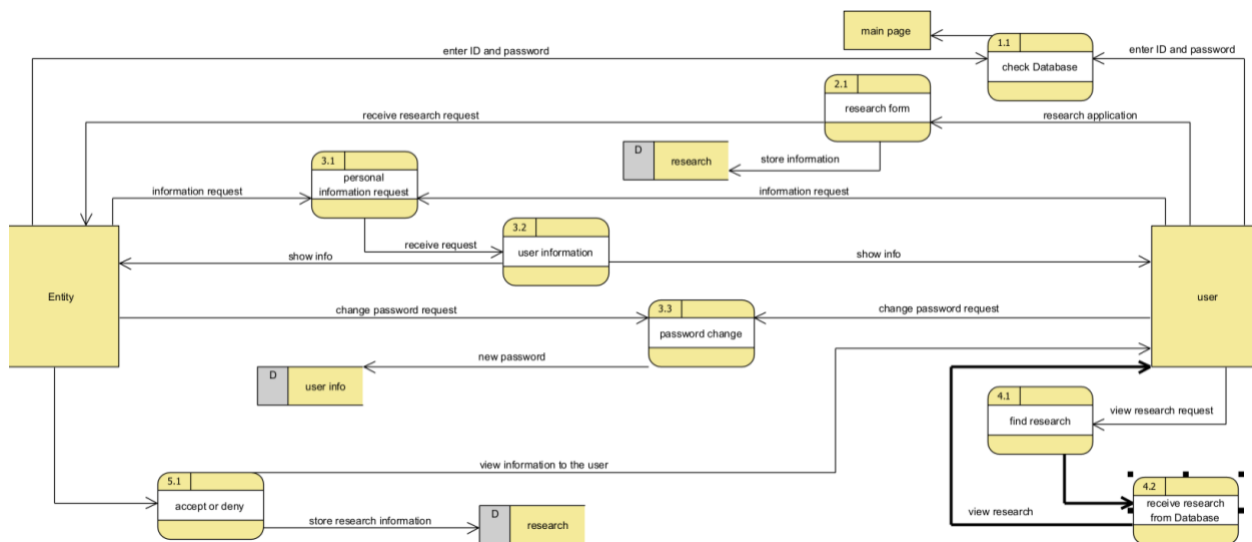 main page
1.1
enter ID and password
enter ID and password
check Database
2.1
research form
receive research request
research application
D
research
store information
3.1
personal
information request
information request
information request
3.2
receive request
user information
show info
show info
Entity
user
3.3
change password request
change password request
password change
new password
D
user info
4.1
view research request
find research
view information to the user
5.1
4.2
accept or deny
receive research
from Database
view research
D
store research information
research